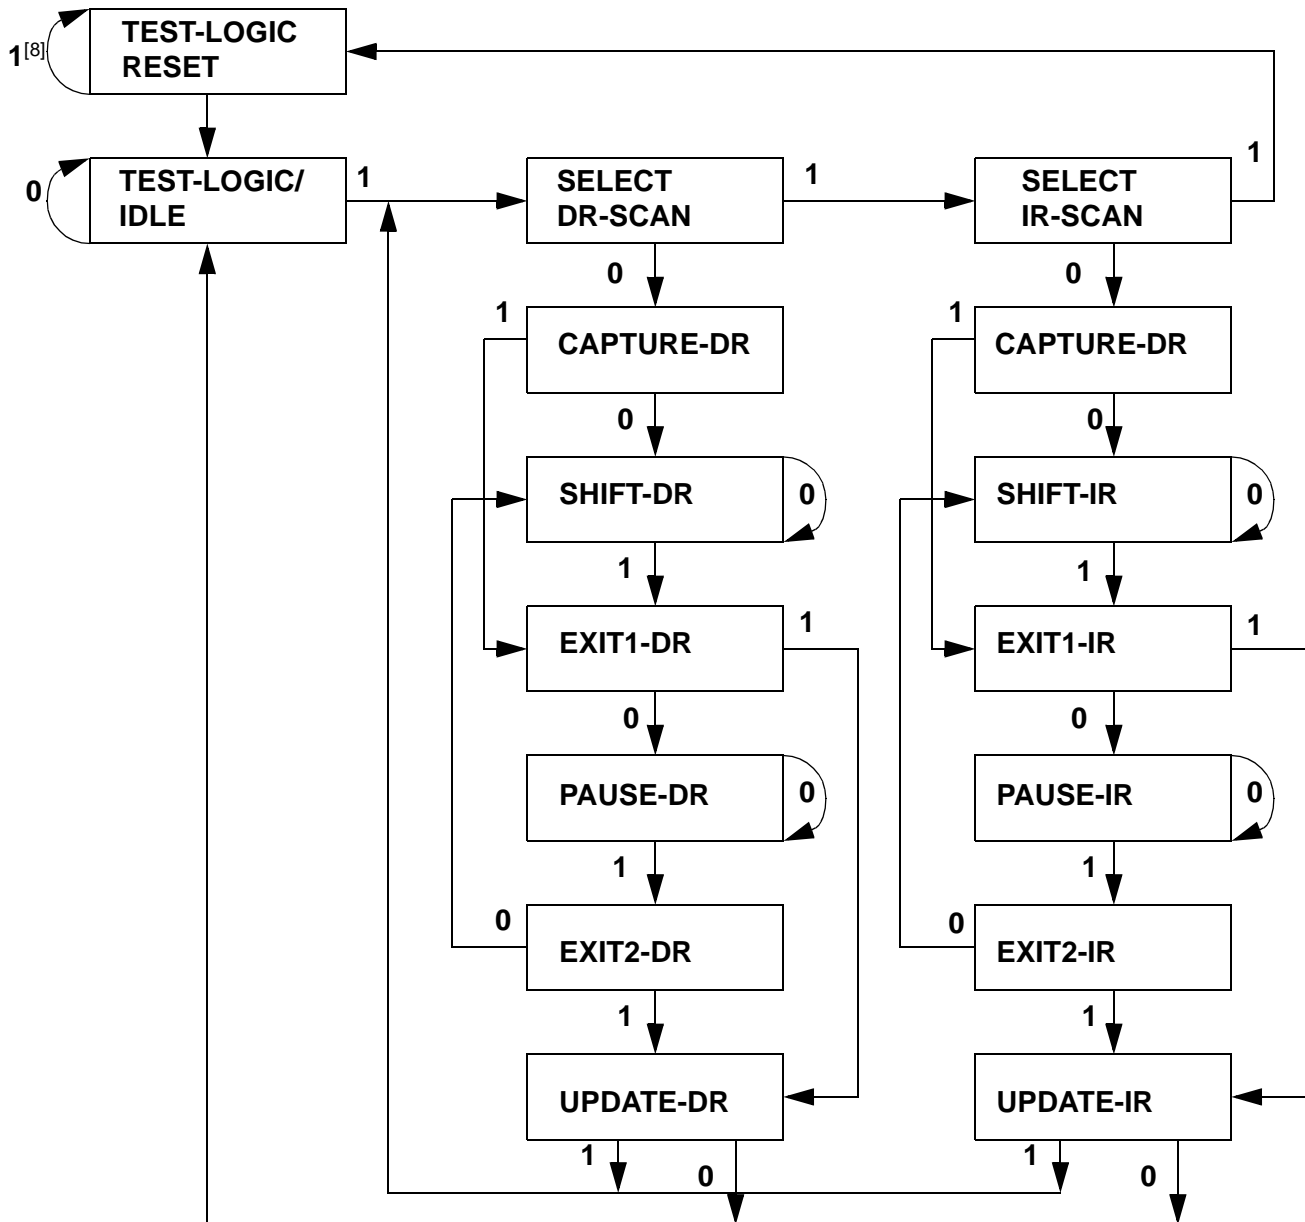 TEST-LOGIC
RESET
1[8]
TEST-LOGIC/
IDLE
0
1
SELECT
DR-SCAN
1
SELECT
IR-SCAN
1
0
0
1
CAPTURE-DR
1
CAPTURE-DR
0
0
SHIFT-DR
0
SHIFT-IR
0
1
1
EXIT1-DR
1
EXIT1-IR
1
0
0
PAUSE-DR
0
PAUSE-IR
0
1
1
0
EXIT2-DR
0
EXIT2-IR
1
1
UPDATE-DR
UPDATE-IR
1
0
1
0